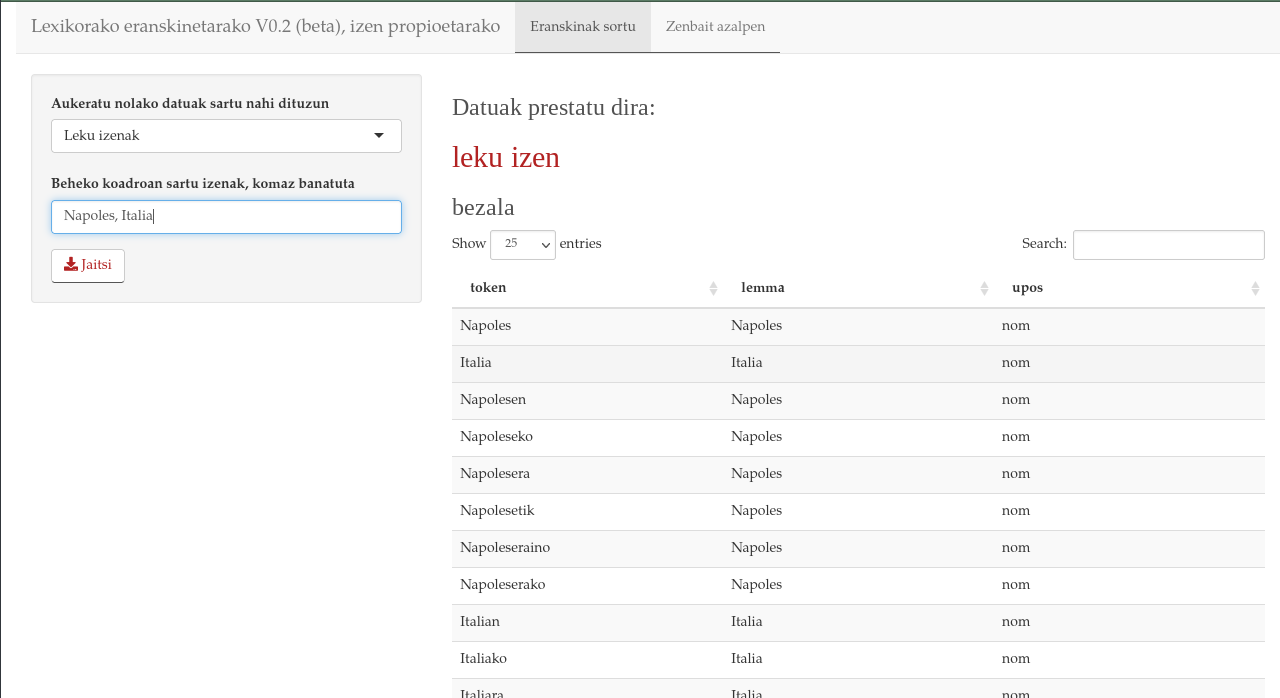 Lexikorako eranskinetarako V0.2 (beta), izen propioetarako Eranskinak sortu Zenbait azalpen
Aukeratu nolako datuak sartu nahi dituzun
Leku izenak
Beheko koadroan sartu izenak, komaz banatuta
Napoles, Italia
Jaitsi
Datuak prestatu dira:
leku izen
bezala
Show 25 entries Search:
token lemma upos
Napoles Napoles nom
Italia Italia nom
Napolesen Napoles nom
Napoleseko Napoles nom
Napolesera Napoles nom
Napolesetik Napoles nom
Napoleseraino Napoles nom
Napoleserako Napoles nom
Italian Italia nom
Italiako Italia nom
Italiara Italia nom